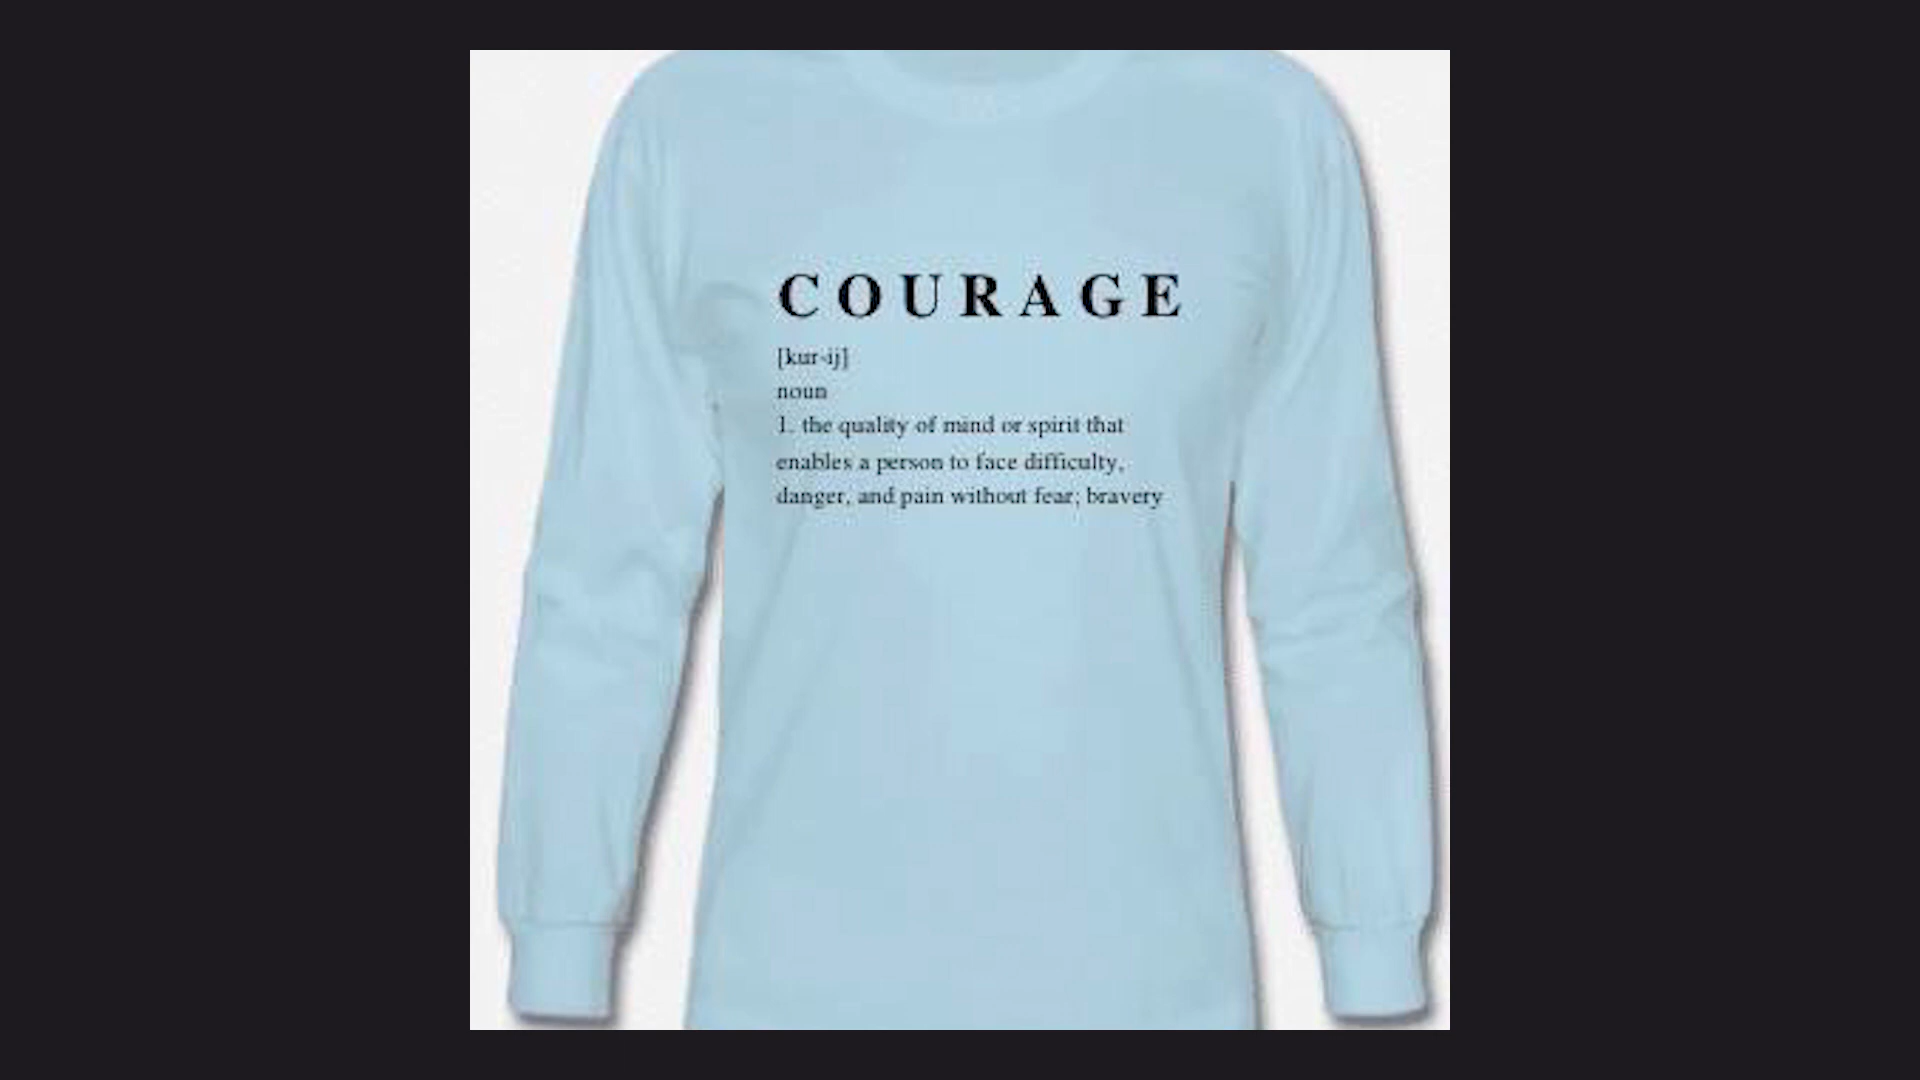 COURAGE
[kur-ij]
noun
1. the quality of mind or spirit that
enables a person to face difficulty,
danger, and pain without fear; bravery